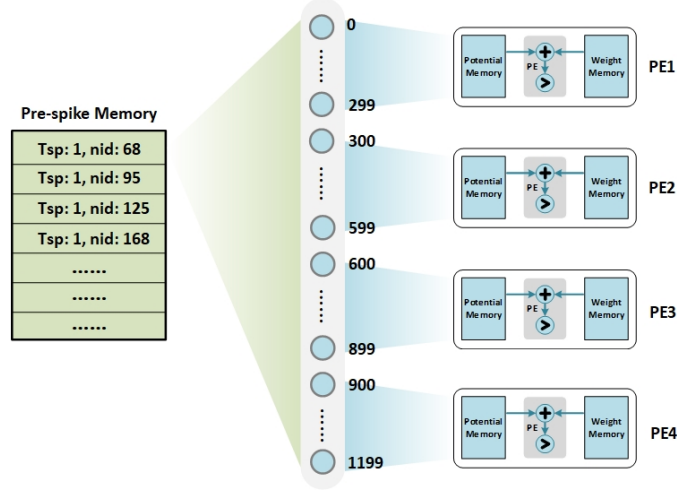 Pre-spike Memory
Tsp: 1, nid: 68
Tsp: 1, nid: 95
Tsp: 1, nid: 125
Tsp: 1, nid: 168
......
......
......
0
......
299
300
......
599
600
......
899
900
......
1199
Potential
Memory
+
PE
>
Weight
Memory
PE1
Potential
Memory
+
PE
>
Weight
Memory
PE2
Potential
Memory
+
PE
>
Weight
Memory
PE3
Potential
Memory
+
PE
>
Weight
Memory
PE4